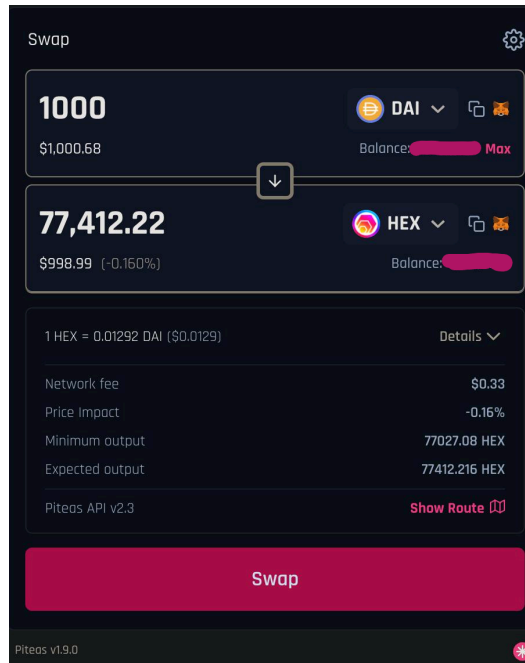 Swap
1000
DAI
$1,000.68
Balance:
Max
77,412.22
HEX
$998.99 (-0.160%)
Balance:
1 HEX = 0.01292 DAI ($0.0129)
Details
Network fee
$0.33
Price Impact
-0.16%
Minimum output
77027.08 HEX
Expected output
77412.216 HEX
Piteas API v2.3
Show Route
Swap
Piteas v1.9.0